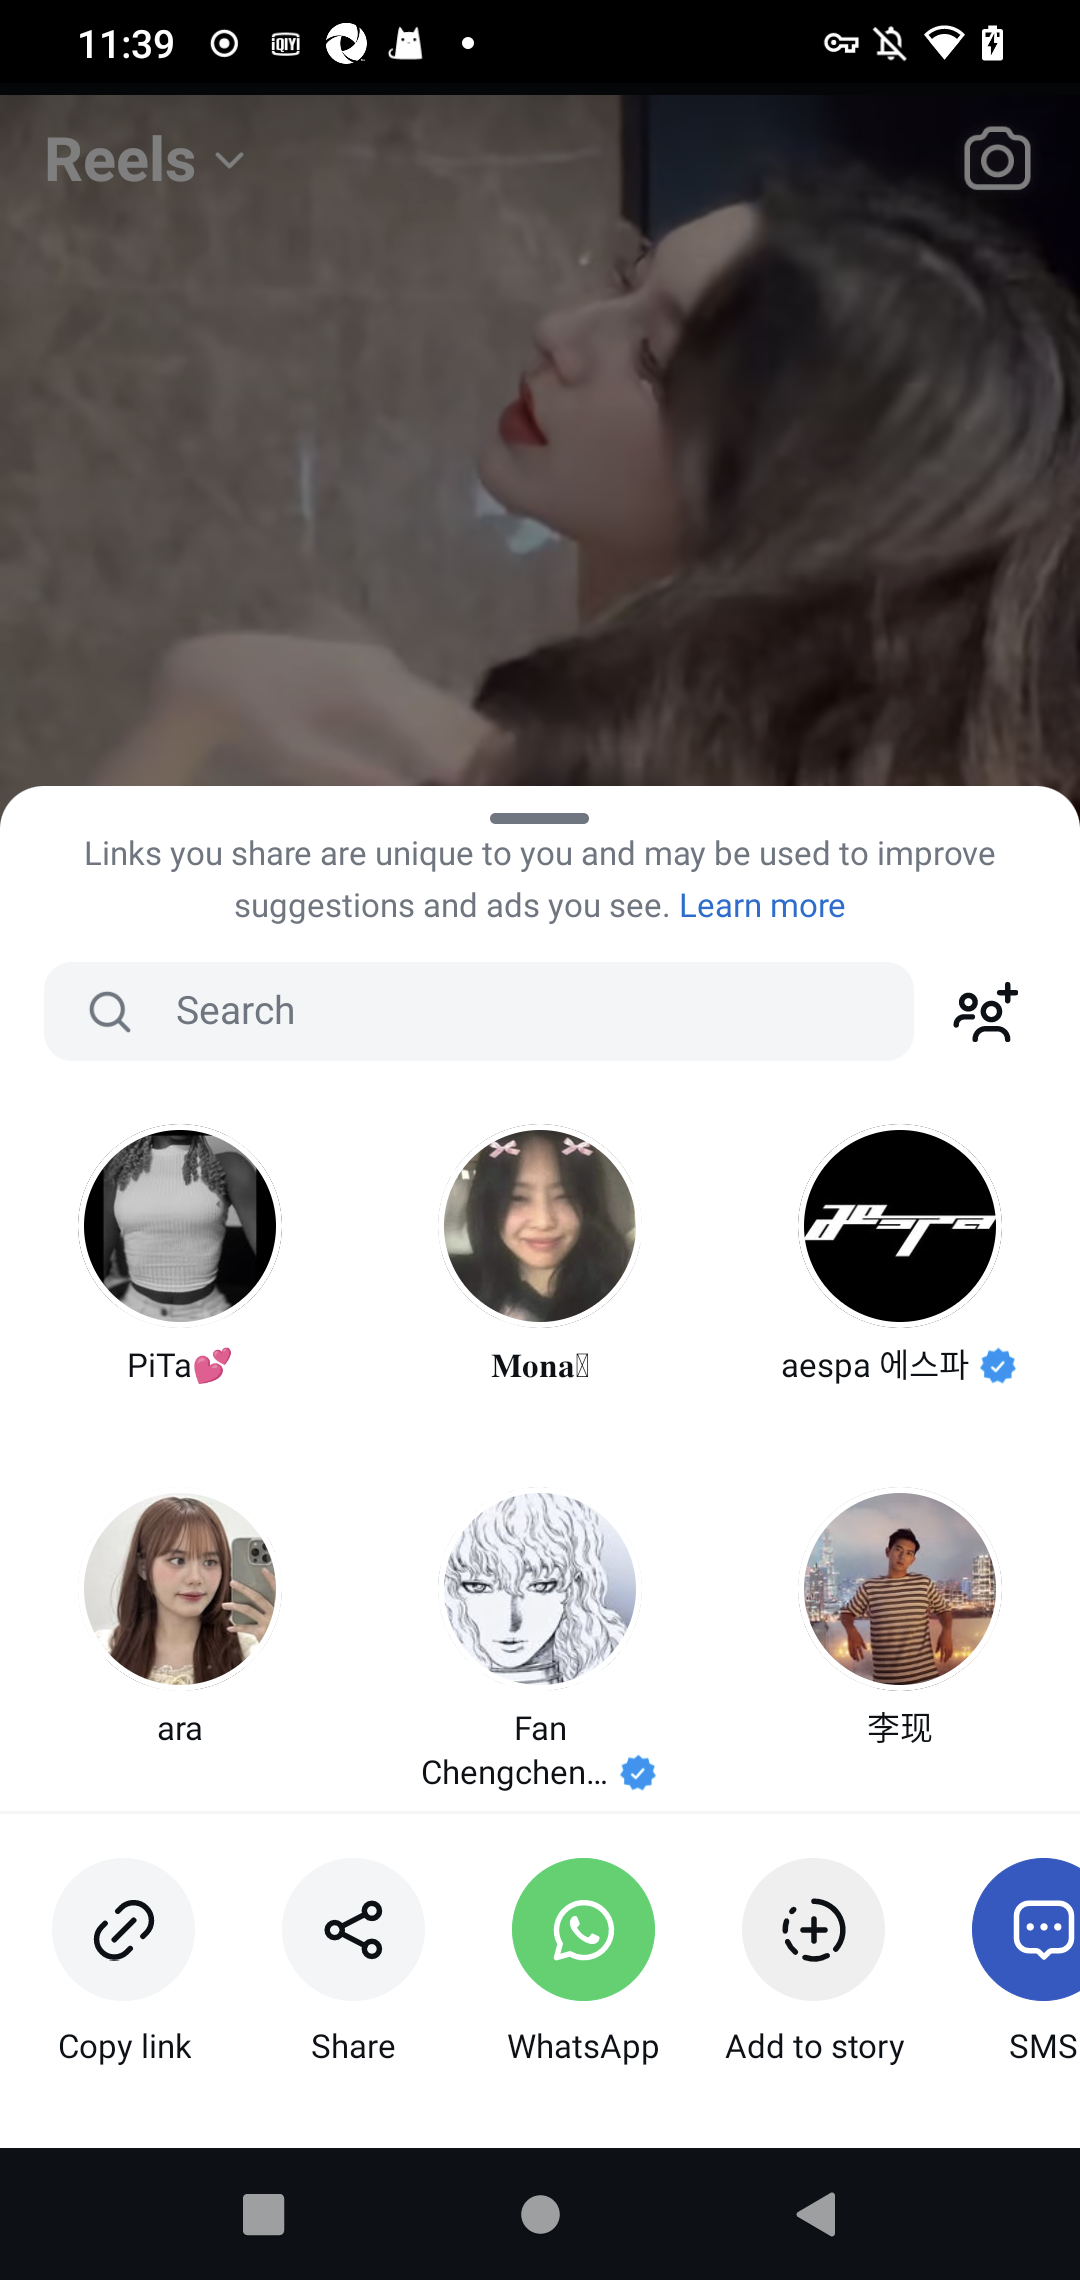 11:39
iQIYI
Reels
Links you share are unique to you and may be used to improve
suggestions and ads you see. Learn more
Search
aespa
PiTa💕
𝐌𝐨𝐧𝐚
aespa 에스파
ara
Fan
Chengchen...
李现
Copy link
Share
WhatsApp
Add to story
SMS